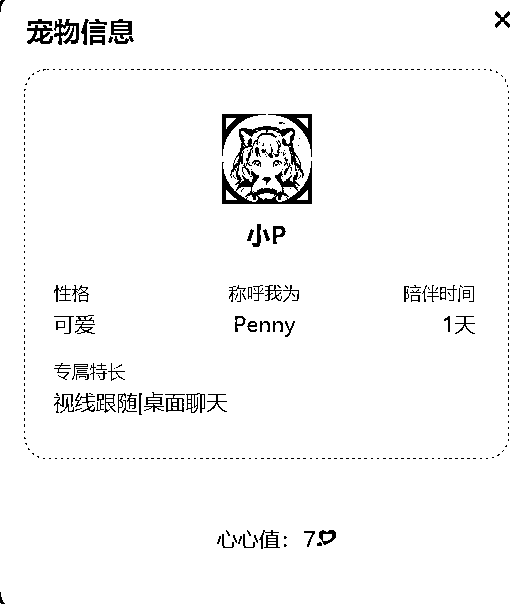 宠物信息
小P
性格 称呼我为 陪伴时间
可爱 Penny 1天
专属特长
视线跟随|桌面聊天
心心值：7